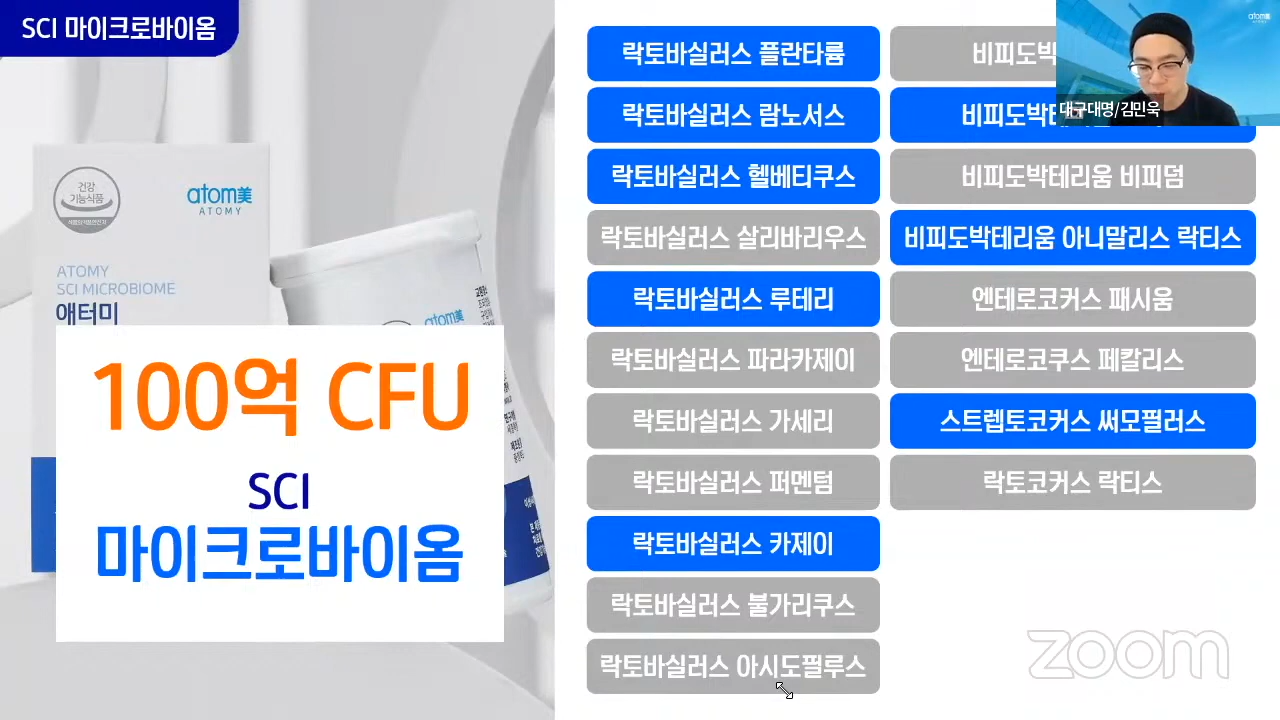 SCI 마이크로바이옴
건강
기능식품
atom美
ATOMY
ATOMY
SCI MICROBIOME
애터미
atom美
100억 CFU
SCI
마이크로바이옴
락토바실러스 플란타룸
락토바실러스 람노서스
락토바실러스 헬베티쿠스
락토바실러스 살리바리우스
락토바실러스 루테리
락토바실러스 파라카제이
락토바실러스 가세리
락토바실러스 퍼멘텀
락토바실러스 카제이
락토바실러스 불가리쿠스
락토바실러스 아시도필루스
비피도박
비피도박
비피도박테리움 비피덤
비피도박테리움 아니말리스 락티스
엔테로코커스 패시움
엔테로코쿠스 페칼리스
스트렙토코커스 써모필러스
락토코커스 락티스
atom美
대구대명/김민욱
zoom